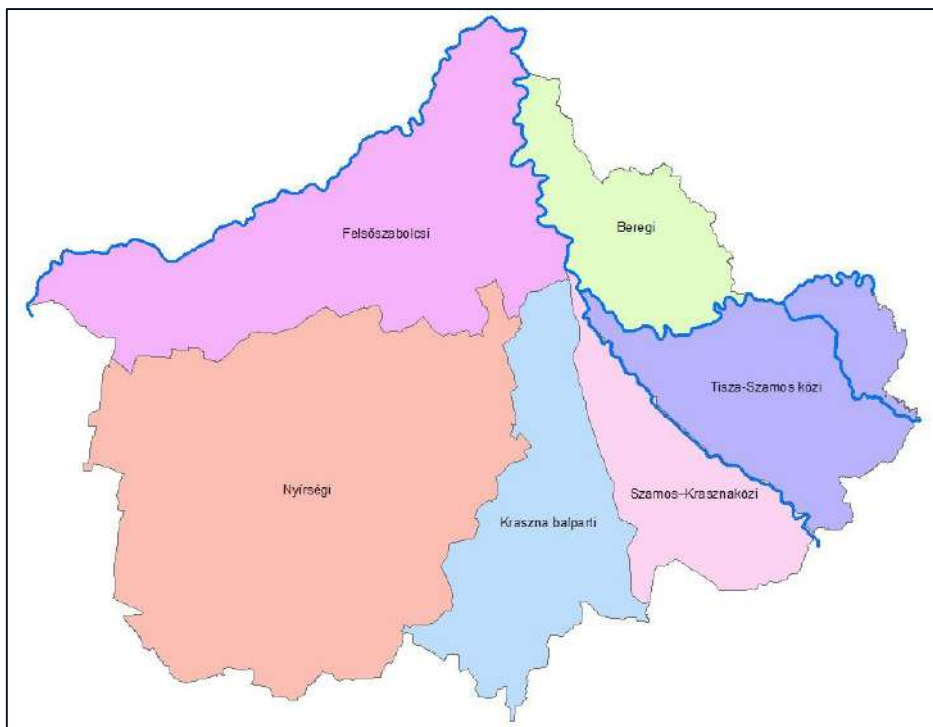 Felsőszabolcsi
Beregi
Tisza-Szamos közi
Nyírségi
Szamos–Krasznaközi
Kraszna balparti